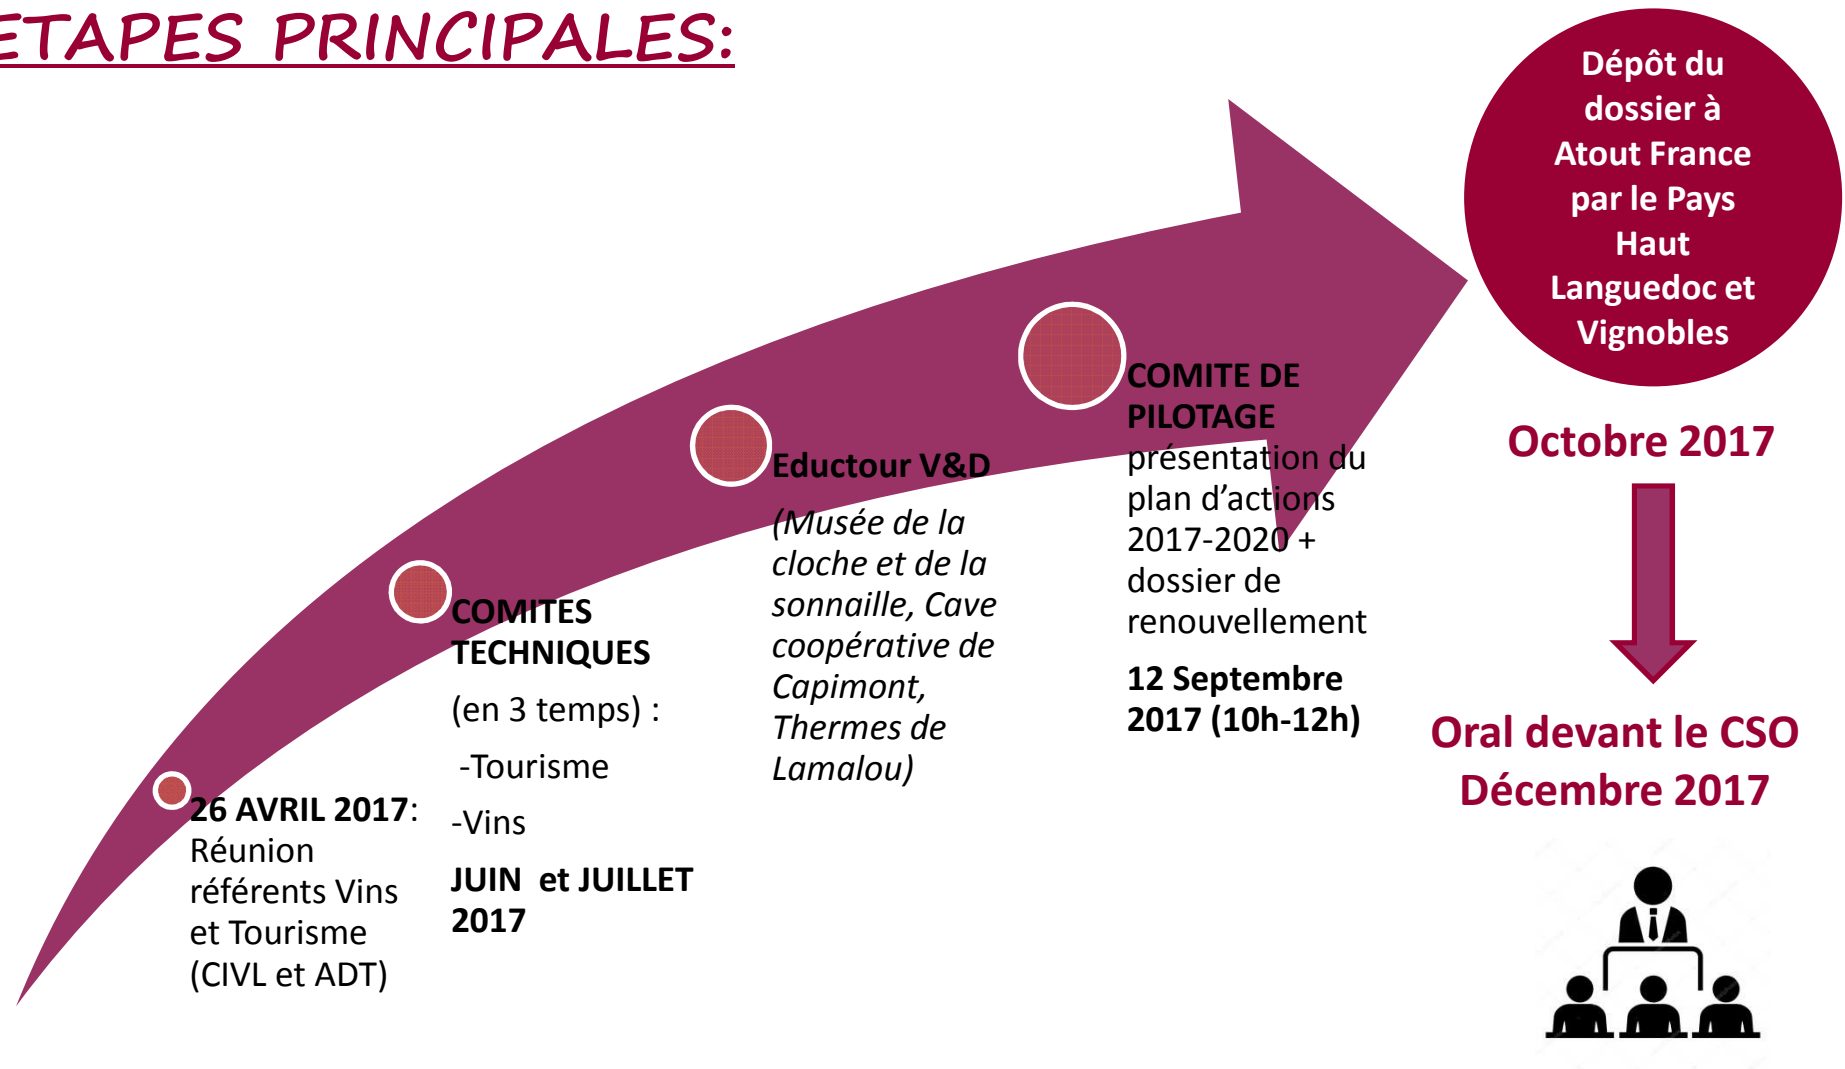 ETAPES PRINCIPALES:
26 AVRIL 2017:
Réunion
référents Vins
et Tourisme
(CIVL et ADT)
COMITES
TECHNIQUES
(en 3 temps) :
-Tourisme
-Vins
JUIN et JUILLET
2017
Eductour V&D
(Musée de la
cloche et de la
sonnaille, Cave
coopérative de
Capimont,
Thermes de
Lamalou)
COMITE DE
PILOTAGE
présentation du
plan d’actions
2017-2020 +
dossier de
renouvellement
12 Septembre
2017 (10h-12h)
Dépôt du
dossier à
Atout France
par le Pays
Haut
Languedoc et
Vignobles
Octobre 2017
Oral devant le CSO
Décembre 2017